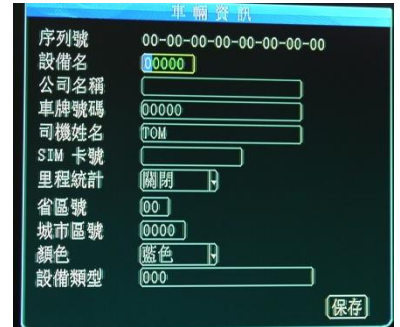 車輛資訊
序列號 00-00-00-00-00-00-00-00
設備名 00000
公司名稱
車牌號碼 00000
司機姓名 TOM
SIM 卡號
里程統計 關閉
省區號 00
城市區號 0000
顏色 藍色
設備類型 000
保存